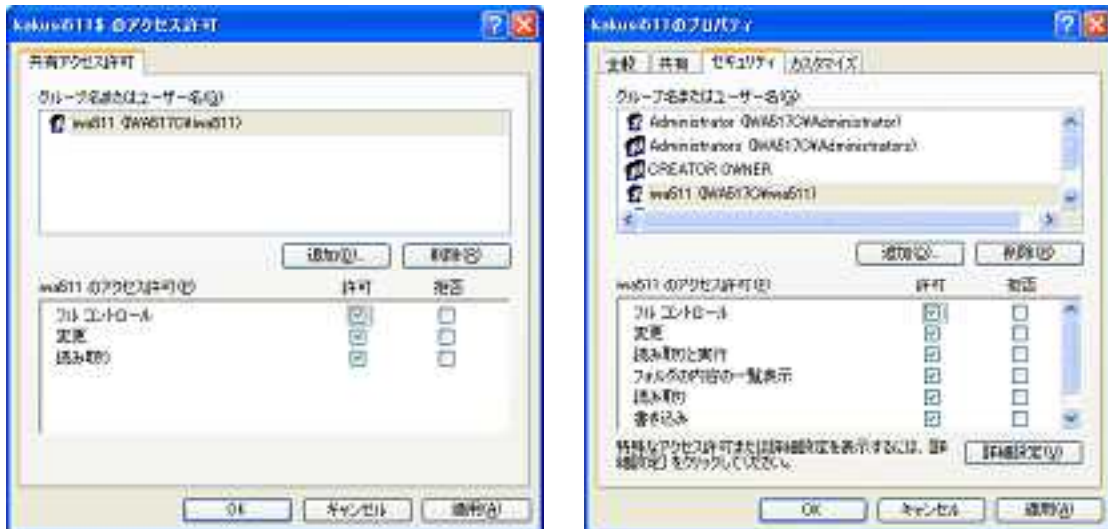 kakusi611$ のアクセス許可
共有アクセス許可
グループ名またはユーザー名(G):
iwa611 (IWA617C¥iwa611)
追加(D)... 削除(R)
iwa611 のアクセス許可(P) 許可 拒否
フル コントロール
変更
読み取り
OK キャンセル 適用(A)
kakusi611のプロパティ
全般 共有 セキュリティ カスタマイズ
グループ名またはユーザー名(G):
Administrator (IWA617C¥Administrator)
Administrators (IWA617C¥Administrators)
CREATOR OWNER
iwa611 (IWA617C¥iwa611)
追加(D)... 削除(R)
iwa611 のアクセス許可(P) 許可 拒否
フル コントロール
変更
読み取りと実行
フォルダの内容の一覧表示
読み取り
書き込み
特殊なアクセス許可または詳細設定を表示するには、[詳
細設定] をクリックしてください。
詳細設定(V)
OK キャンセル 適用(A)